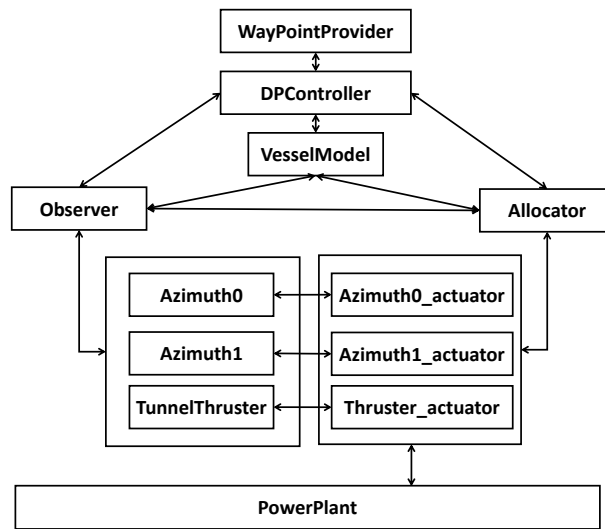 WayPointProvider
DPController
VesselModel
Observer
Allocator
Azimuth0
Azimuth0_actuator
Azimuth1
Azimuth1_actuator
TunnelThruster
Thruster_actuator
PowerPlant